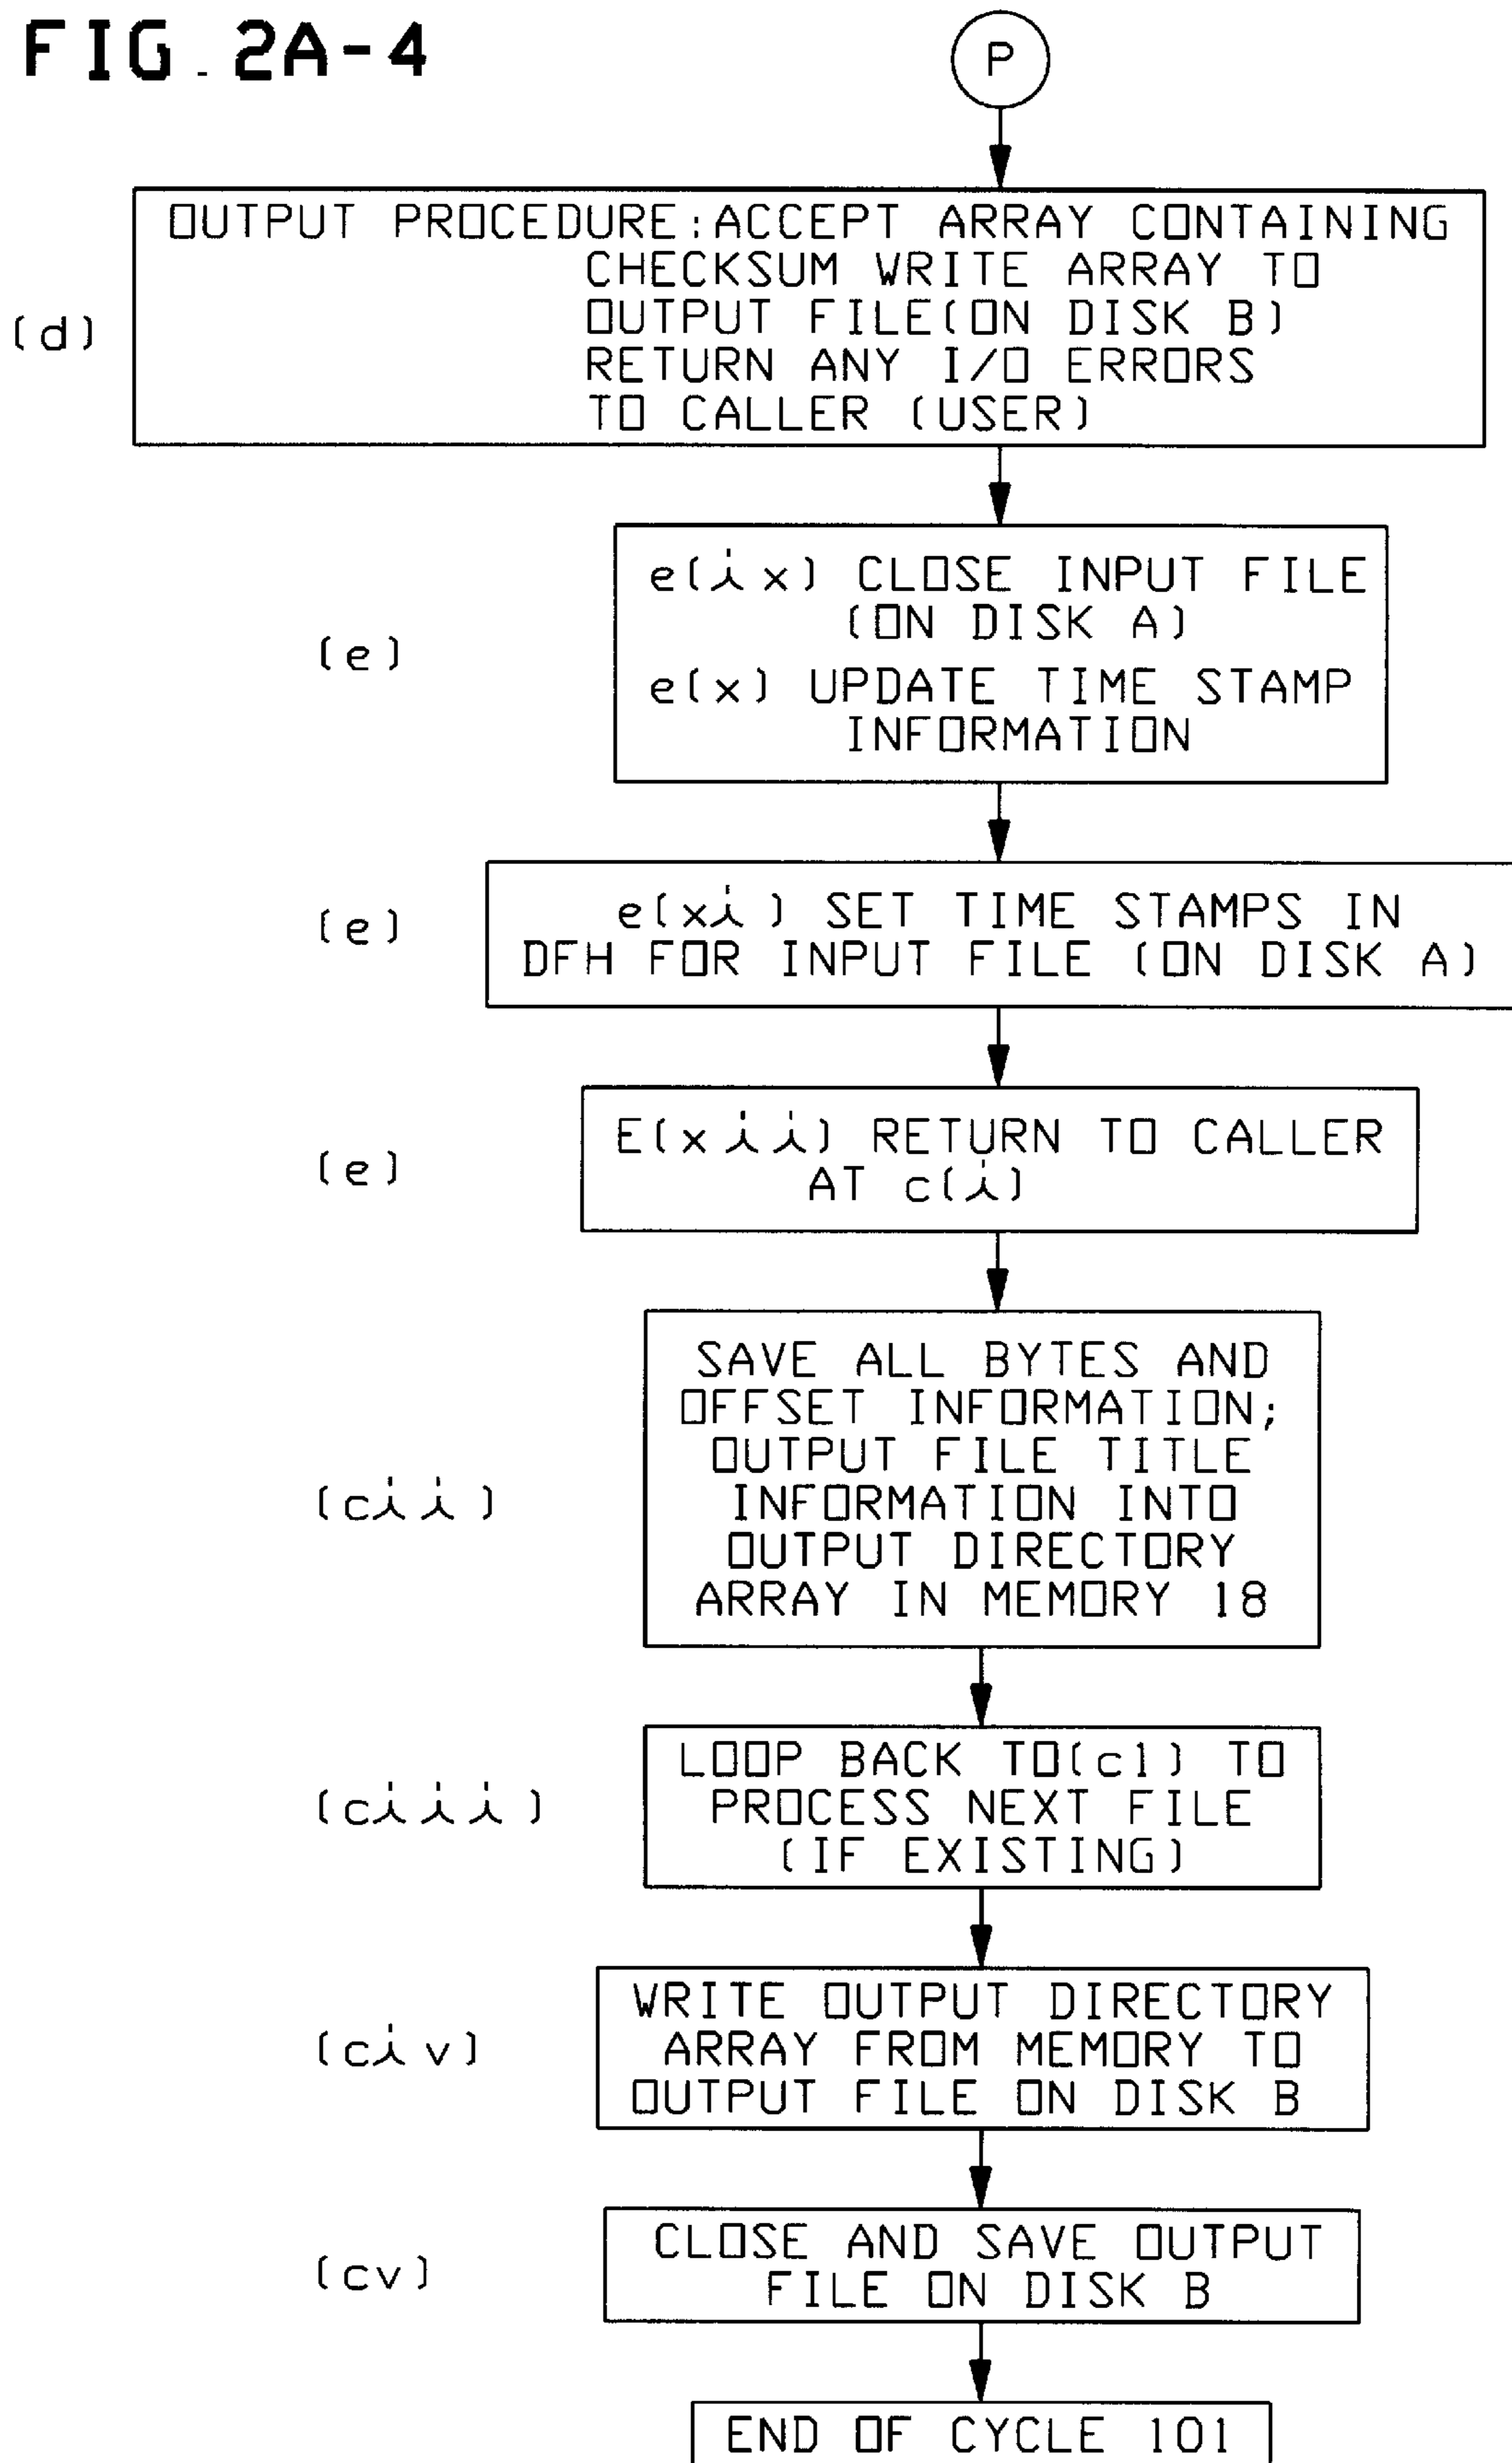 FIG. 2A-4
P
OUTPUT PROCEDURE:ACCEPT ARRAY CONTAINING
CHECKSUM WRITE ARRAY TO
(d)
OUTPUT FILE(ON DISK B)
RETURN ANY I/O ERRORS
TO CALLER (USER)
e(ix) CLOSE INPUT FILE
(ON DISK A)
(e)
e(x) UPDATE TIME STAMP
INFORMATION
(e)
e(xi) SET TIME STAMPS IN
DFH FOR INPUT FILE (ON DISK A)
(e)
E(xii) RETURN TO CALLER
AT c(i)
SAVE ALL BYTES AND
OFFSET INFORMATION;
OUTPUT FILE TITLE
(cii)
INFORMATION INTO
OUTPUT DIRECTORY
ARRAY IN MEMORY 18
LOOP BACK TO(c1) TO
(ciii)
PROCESS NEXT FILE
(IF EXISTING)
WRITE OUTPUT DIRECTORY
(civ)
ARRAY FROM MEMORY TO
OUTPUT FILE ON DISK B
(cv)
CLOSE AND SAVE OUTPUT
FILE ON DISK B
END OF CYCLE 101